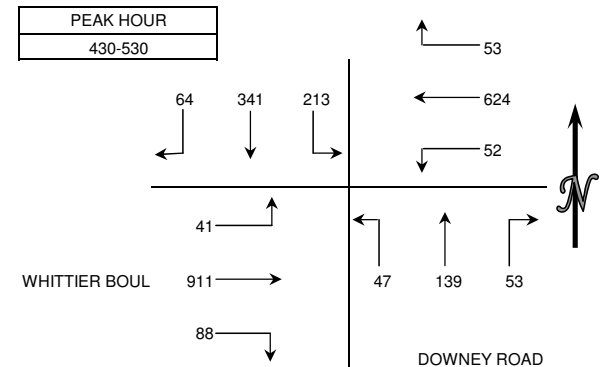 PEAK HOUR
430-530
53
64 341 213
624
52
41
N
WHITTIER BOUL 911
47 139 53
88
DOWNEY ROAD